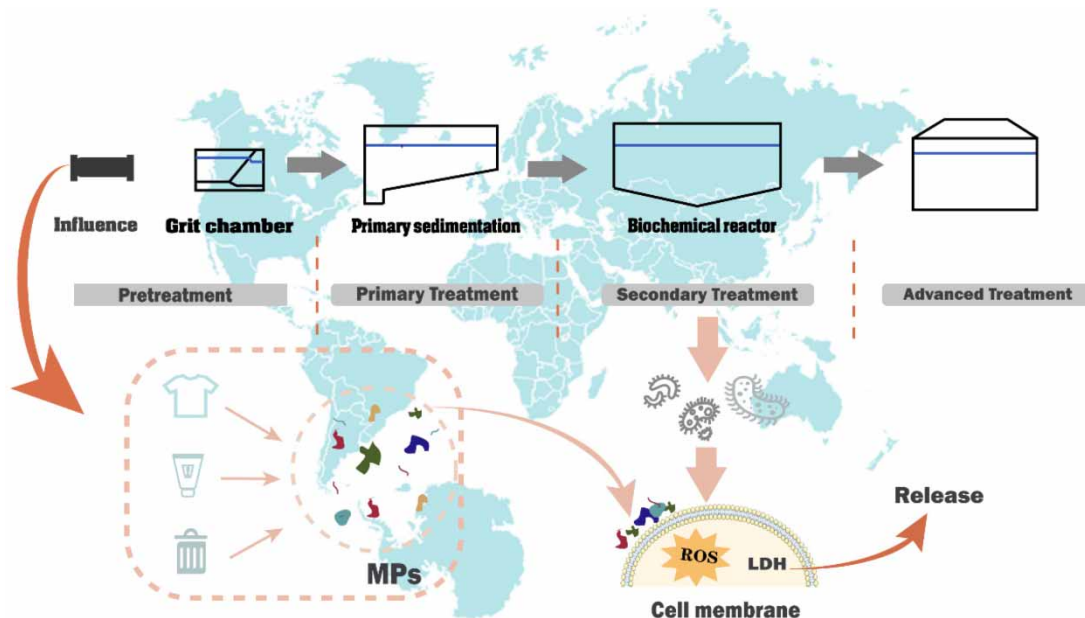 Influence
Grit chamber
Primary sedimentation
Biochemical reactor
Pretreatment
Primary Treatment
Secondary Treatment
Advanced Treatment
MPs
ROS
LDH
Release
Cell membrane